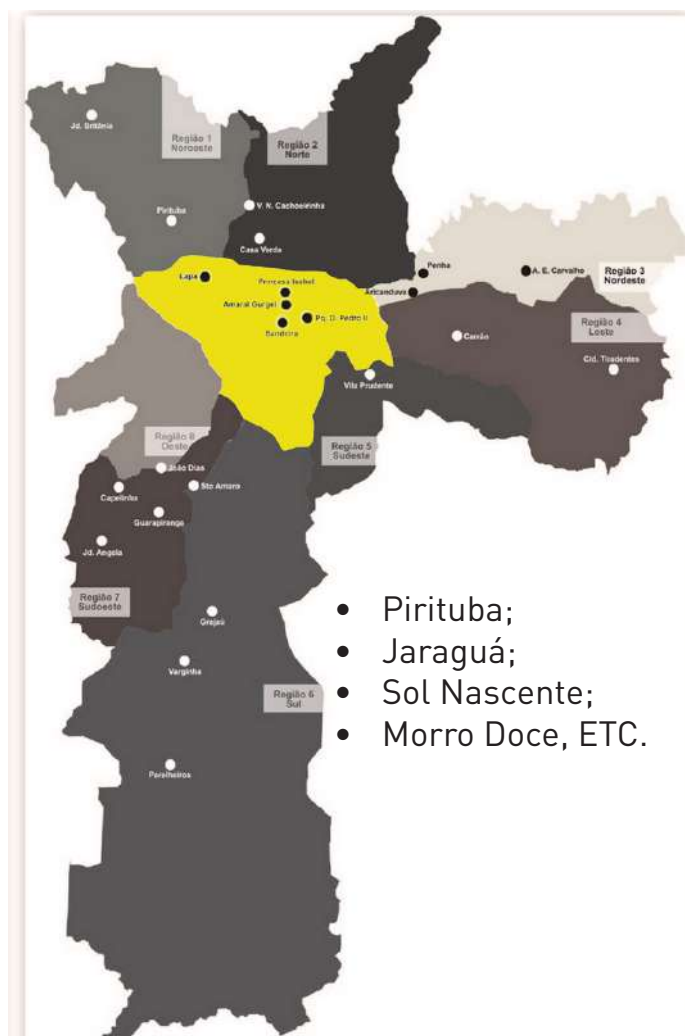 Jd. Britânia
Região 1
Noroeste
Região 2
Norte
Pirituba
V. N. Cachoeirinha
Casa Verde
Lapa
Princesa Isabel
Amaral Gurgel
Bandeira
Pq. D. Pedro II
Penha
Aricanduva
A. E. Carvalho
Região 3
Nordeste
Região 4
Leste
Carrão
Cid. Tiradentes
Vila Prudente
Região 8
Oeste
Região 5
Sudeste
João Dias
Sto Amaro
Capelinha
Guarapiranga
Jd. Angela
Região 7
Sudoeste
Grajaú
Varginha
Região 6
Sul
Parelheiros
• Pirituba;
• Jaraguá;
• Sol Nascente;
• Morro Doce, ETC.